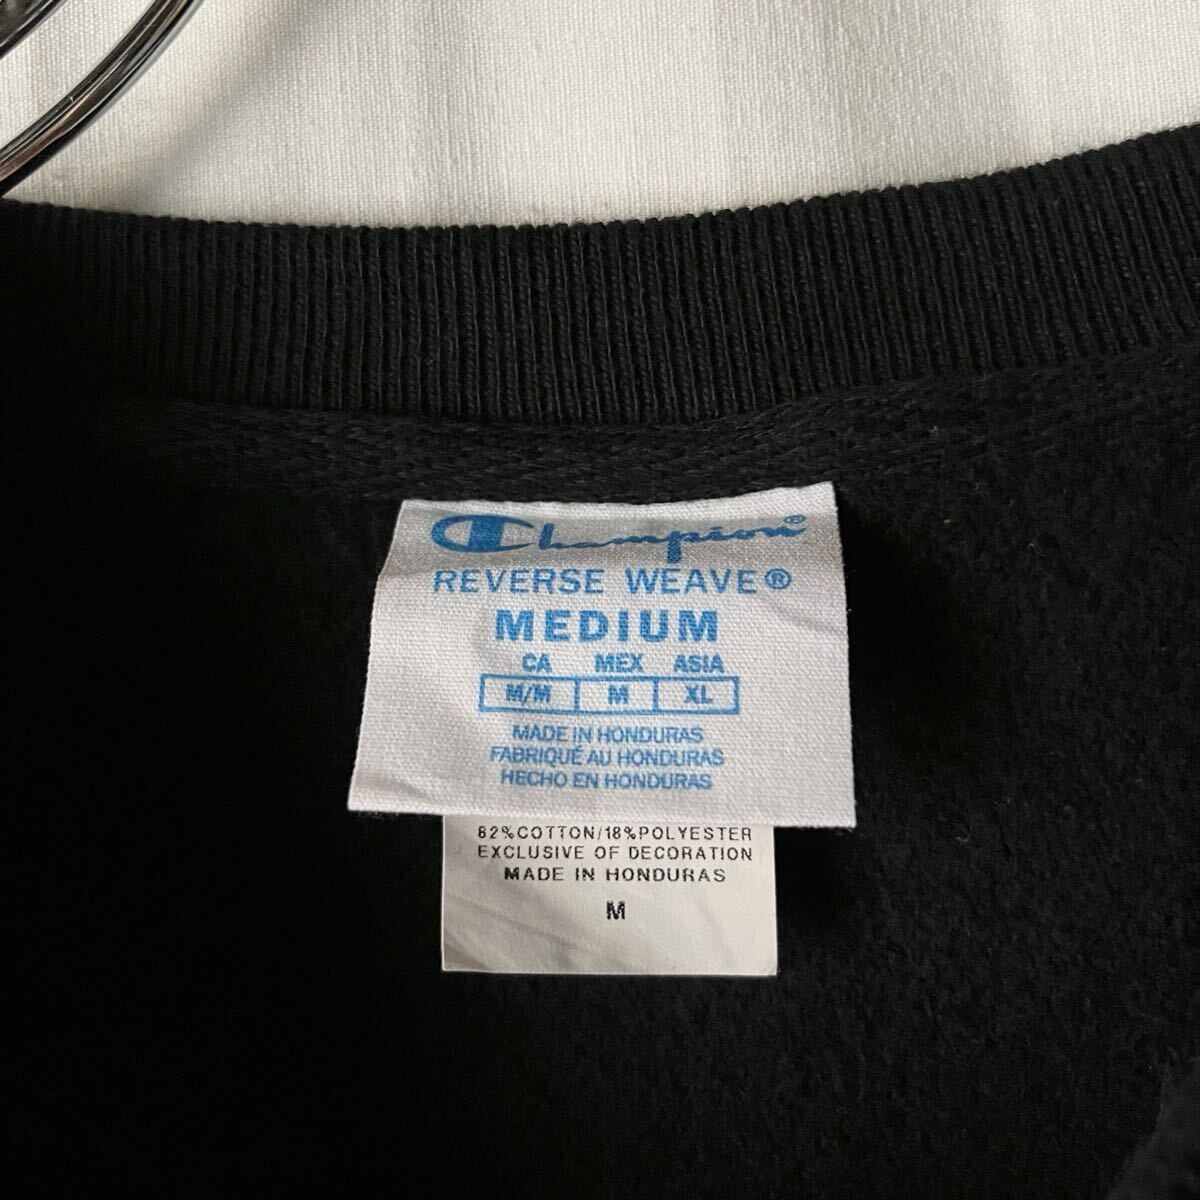 Champion®
REVERSE WEAVE®
MEDIUM
CA MEX ASIA
M/M M XL
MADE IN HONDURAS
FABRIQUÉ AU HONDURAS
HECHO EN HONDURAS
82%COTTON/18%POLYESTER
EXCLUSIVE OF DECORATION
MADE IN HONDURAS
M